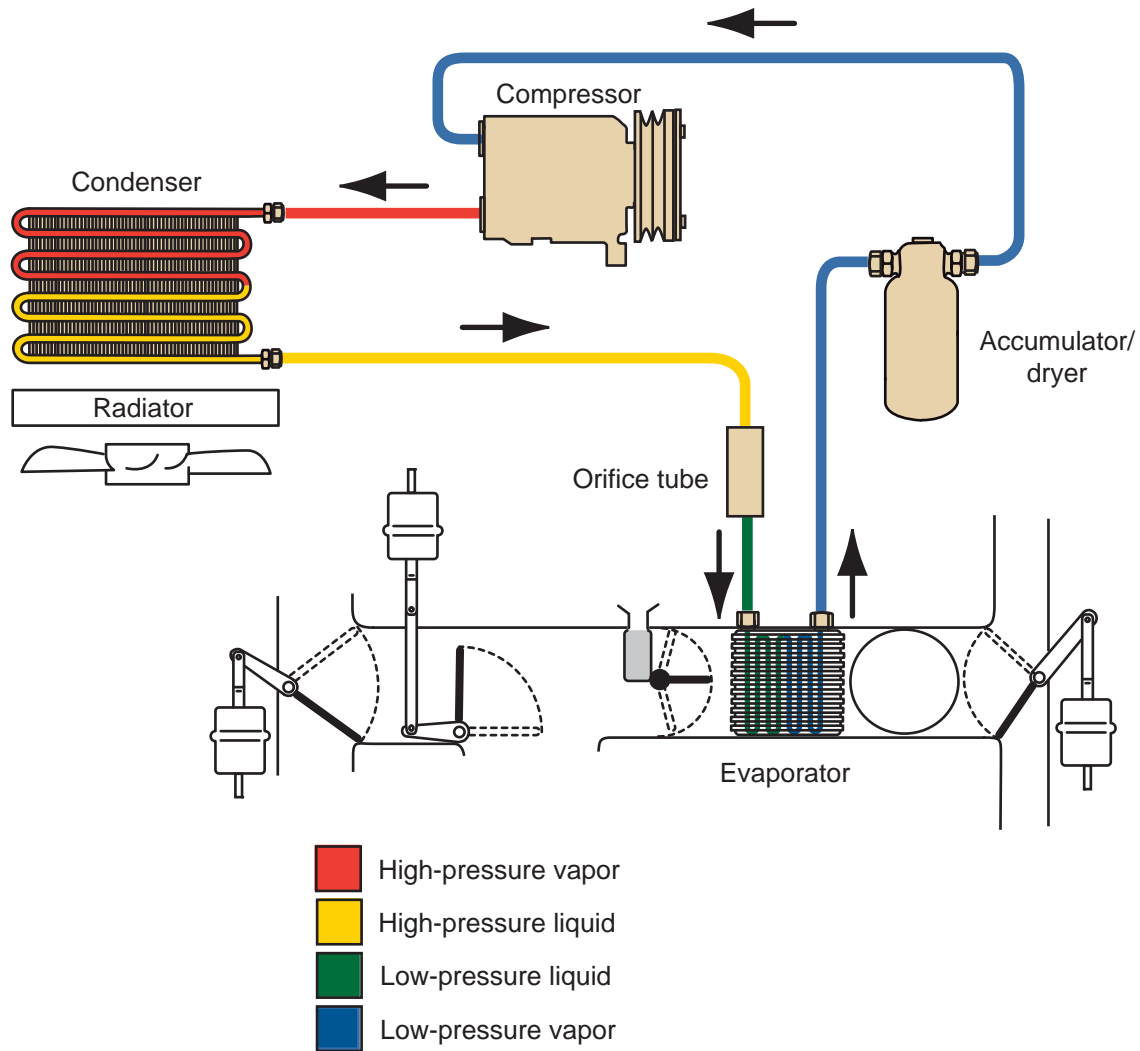 Compressor
Condenser
Accumulator/
dryer
Radiator
Orifice tube
Evaporator
High-pressure vapor
High-pressure liquid
Low-pressure liquid
Low-pressure vapor